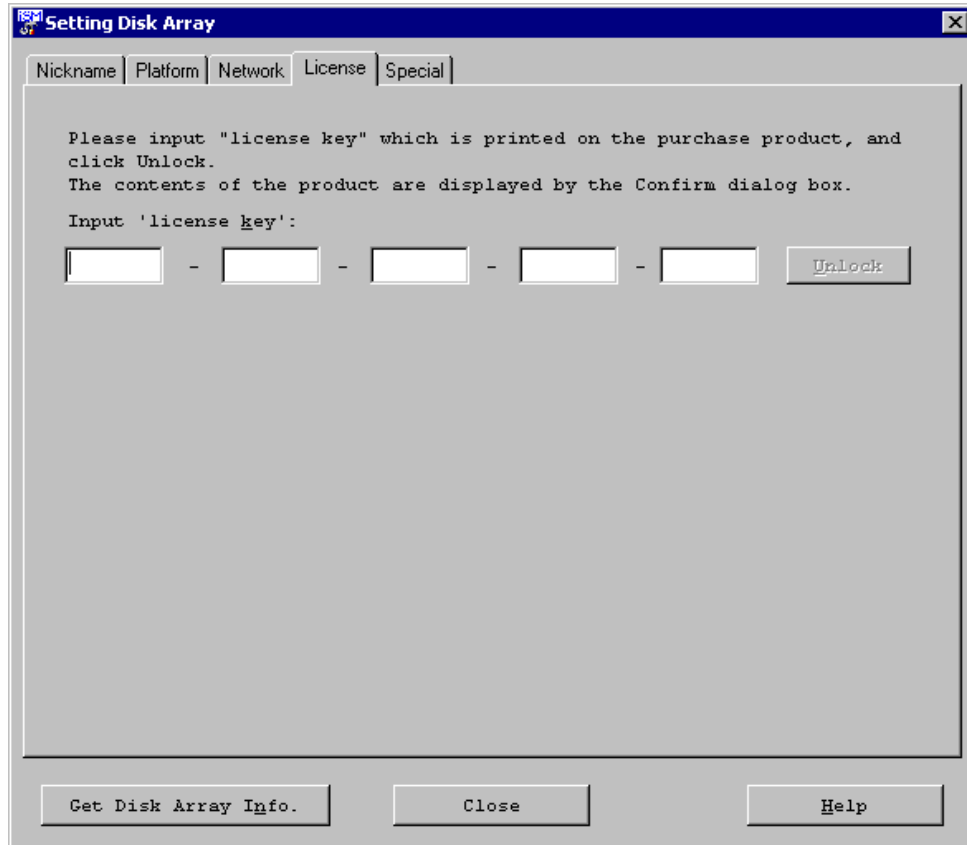 iSM Setting Disk Array
Nickname Platform Network License Special
Please input "license key" which is printed on the purchase product, and
click Unlock.
The contents of the product are displayed by the Confirm dialog box.
Input 'license key':
- - - - Unlock
Get Disk Array Info. Close Help